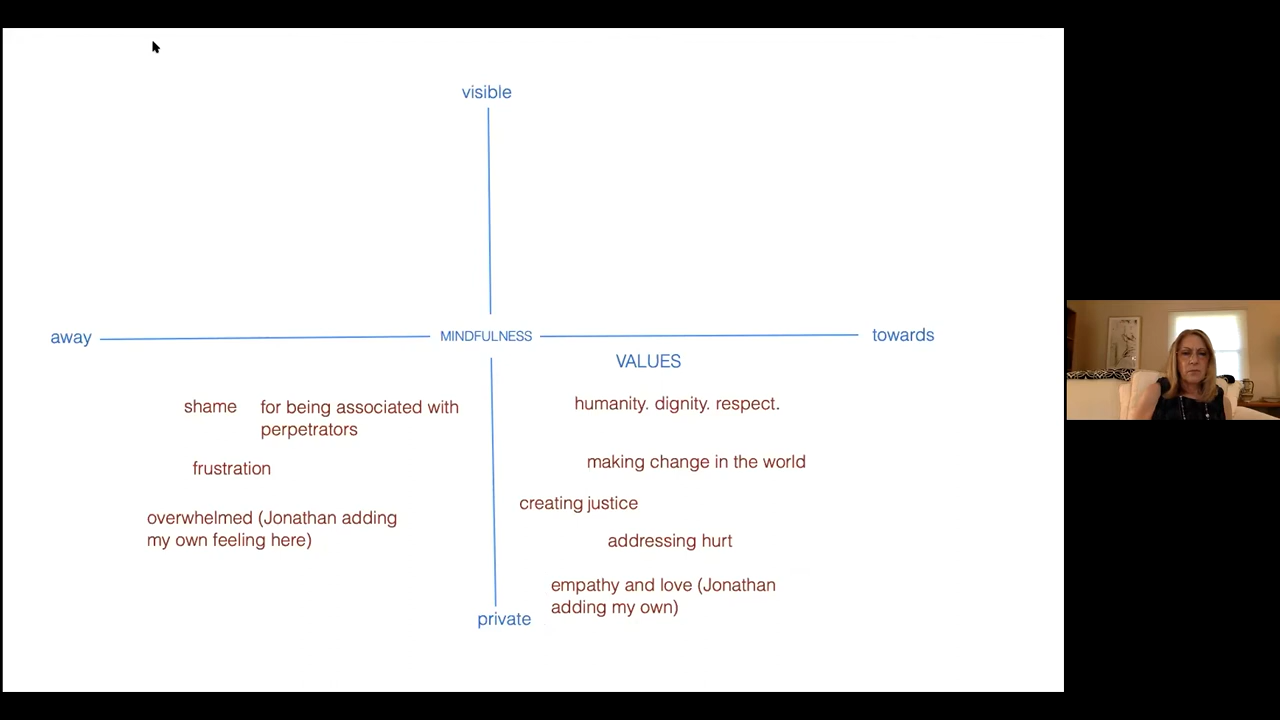 visible
away
MINDFULNESS
towards
VALUES
shame
for being associated with
perpetrators
frustration
overwhelmed (Jonathan adding
my own feeling here)
humanity. dignity. respect.
making change in the world
creating justice
addressing hurt
empathy and love (Jonathan
adding my own)
private